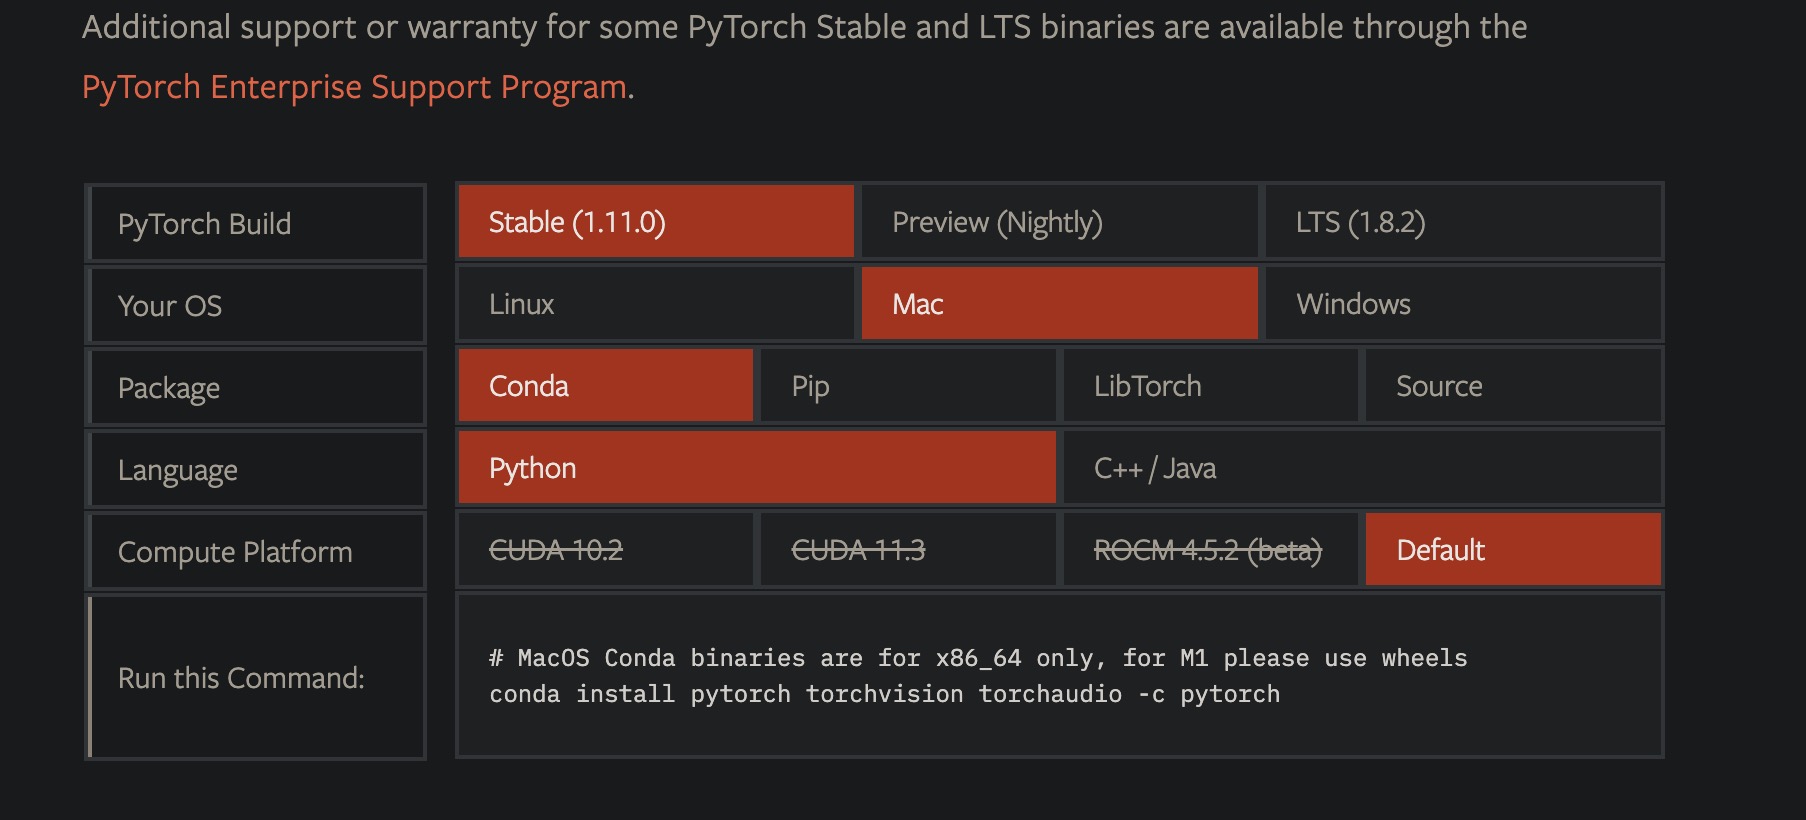 Additional support or warranty for some PyTorch Stable and LTS binaries are available through the
PyTorch Enterprise Support Program.
PyTorch Build
Stable (1.11.0)
Preview (Nightly)
LTS (1.8.2)
Your OS
Linux
Mac
Windows
Package
Conda
Pip
LibTorch
Source
Language
Python
C++ / Java
Compute Platform
CUDA 10.2
CUDA 11.3
ROCM 4.5.2 (beta)
Default
Run this Command:
# MacOS Conda binaries are for x86_64 only, for M1 please use wheels
conda install pytorch torchvision torchaudio -c pytorch